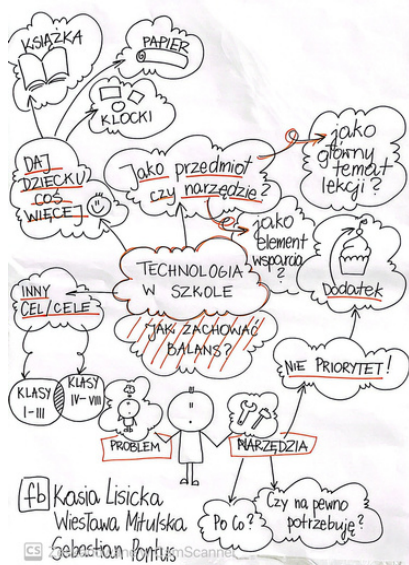 KSIĄŻKA
PAPIER
KLOCKI
DAJ
DZIECKU
COŚ
WIĘCEJ
Jako przedmiot
czy narzędzie?
jako
główny
temat
lekcji?
jako
element
wsparcia
?
Dodatek
TECHNOLOGIA
W SZKOLE
JAK ZACHOWAĆ
BALANS?
INNY
CEL/CELE
KLASY
I-III
KLASY
IV-VIII
NIE PRIORYTET!
PROBLEM
NARZĘDZIA
Po Co?
Czy na pewno
potrzebuję?
fb Kasia Lisicka
Wiesława Mitulska
Sebastian Pontus
CS CamScanner